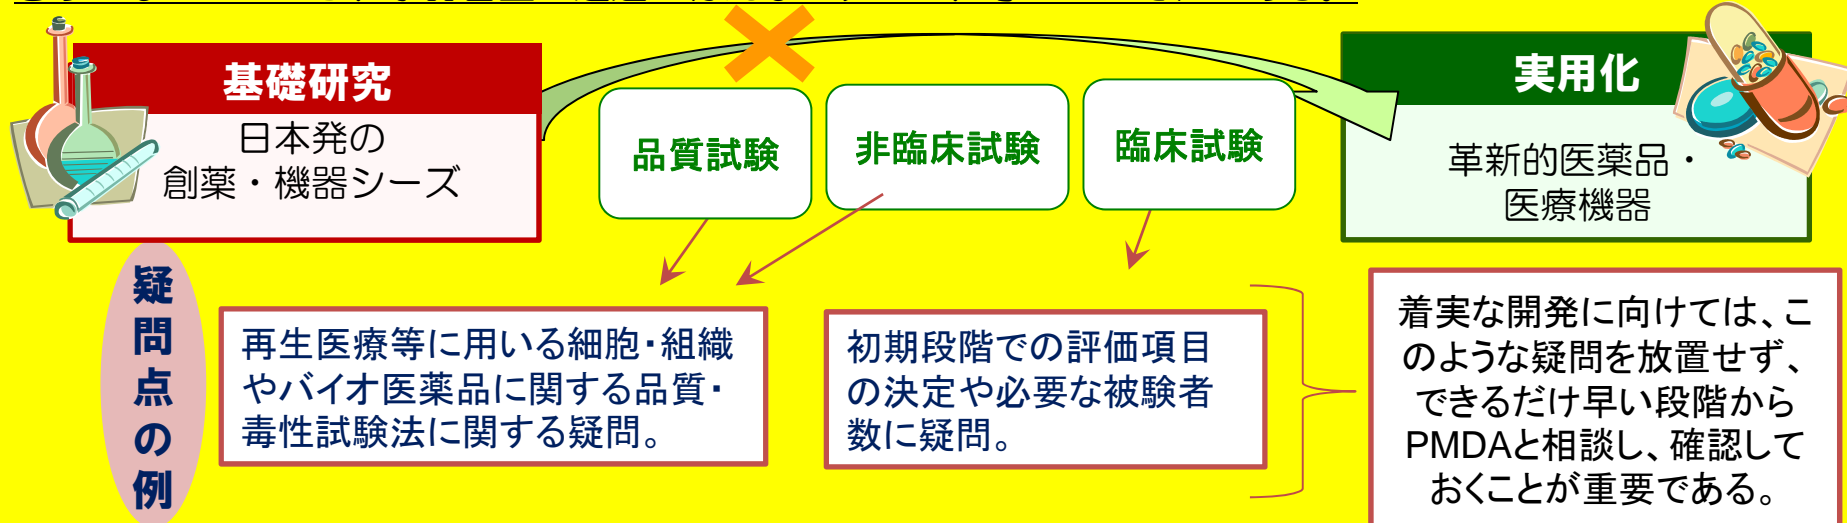 基礎研究
日本発の
創薬・機器シーズ
品質試験
非臨床試験
臨床試験
実用化
革新的医薬品・
医療機器
疑問点の例
再生医療等に用いる細胞・組織
やバイオ医薬品に関する品質・
毒性試験法に関する疑問。
初期段階での評価項目
の決定や必要な被験者
数に疑問。
着実な開発に向けては、こ
のような疑問を放置せず、
できるだけ早い段階から
PMDAと相談し、確認して
おくことが重要である。